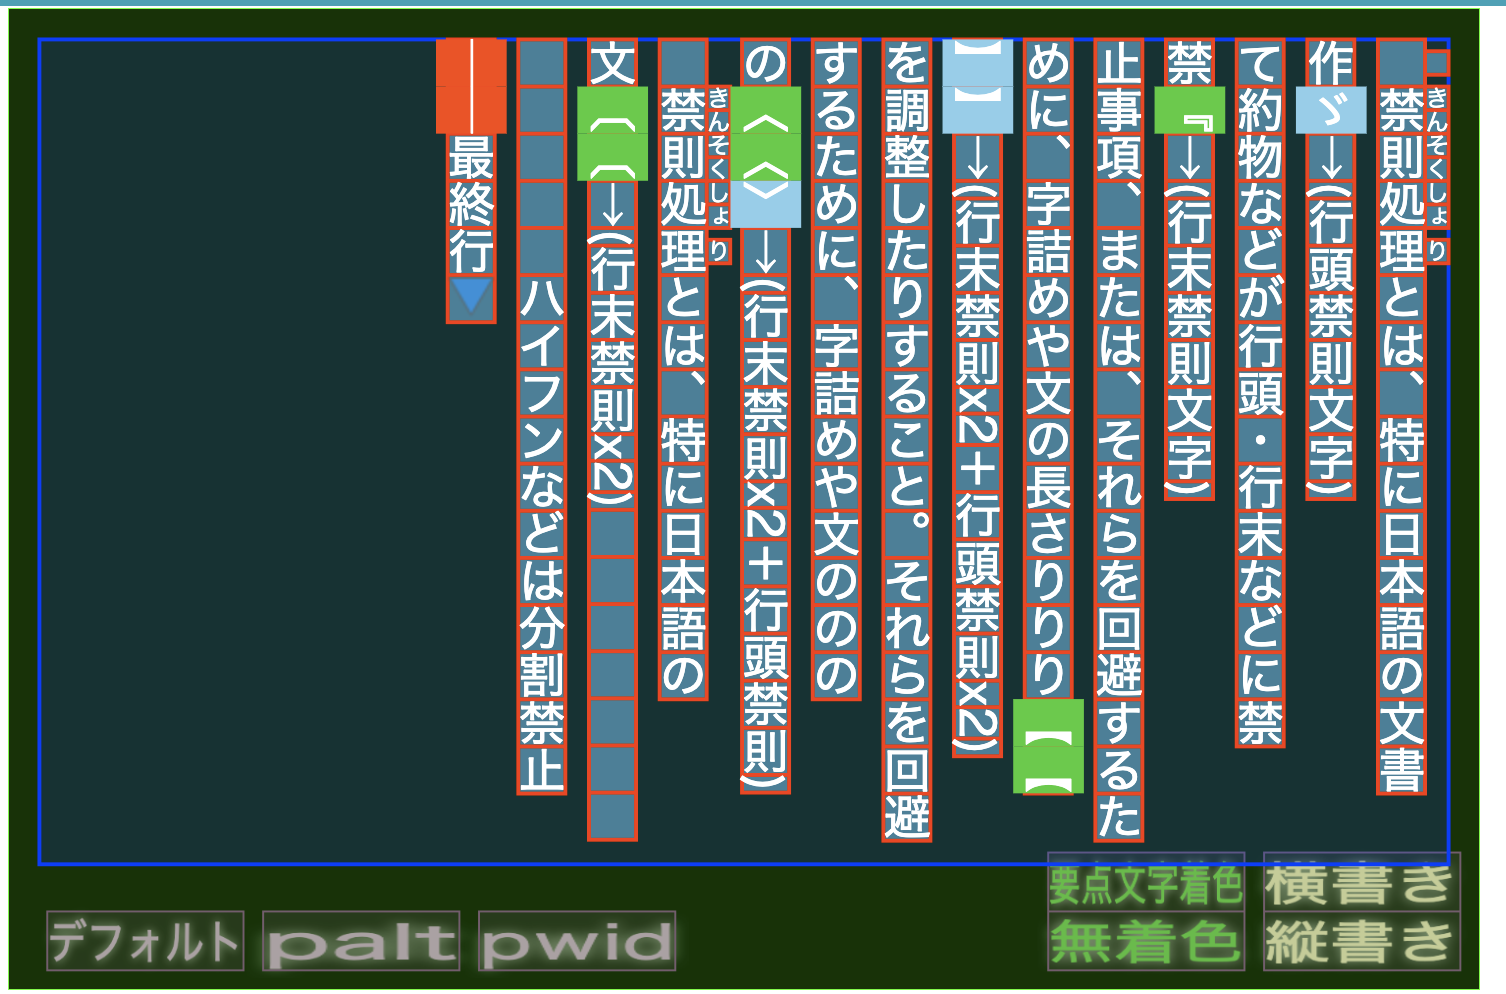 きんそくしょり
禁則処理とは、特に日本語の文書
作ゞ→(行頭禁則文字)
て約物などが行頭・行末などに禁
禁『→(行末禁則文字)
止事項、または、それらを回避するた
めに、字詰めや文の長さりりり【【
】】→(行末禁則x2+行頭禁則x2)
を調整したりすること。それらを回避
するために、字詰めや文ののの
の〈〈〉→(行末禁則x2+行頭禁則)
きんそくしょり
禁則処理とは、特に日本語の
文〔〔→(行末禁則x2)
ハイフンなどは分割禁止
――最終行▼
要点文字着色
横書き
デフォルト
palt
pwid
無着色
縦書き